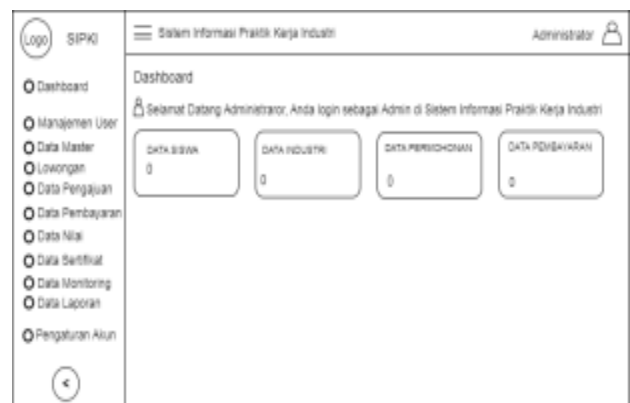 Logo SIPKI
Dashboard
Manajemen User
Data Master
Lowongan
Data Pengajuan
Data Pembayaran
Data Nilai
Data Sertifikat
Data Monitoring
Data Laporan
Pengaturan Akun
<
Sistem Informasi Praktik Kerja Industri
Administrator
Dashboard
Selamat Datang Administraror, Anda login sebagai Admin di Sistem Informasi Praktik Kerja Industri
DATA SISWA
0
DATA INDUSTRI
0
DATA PERMOHONAN
0
DATA PEMBAYARAN
0